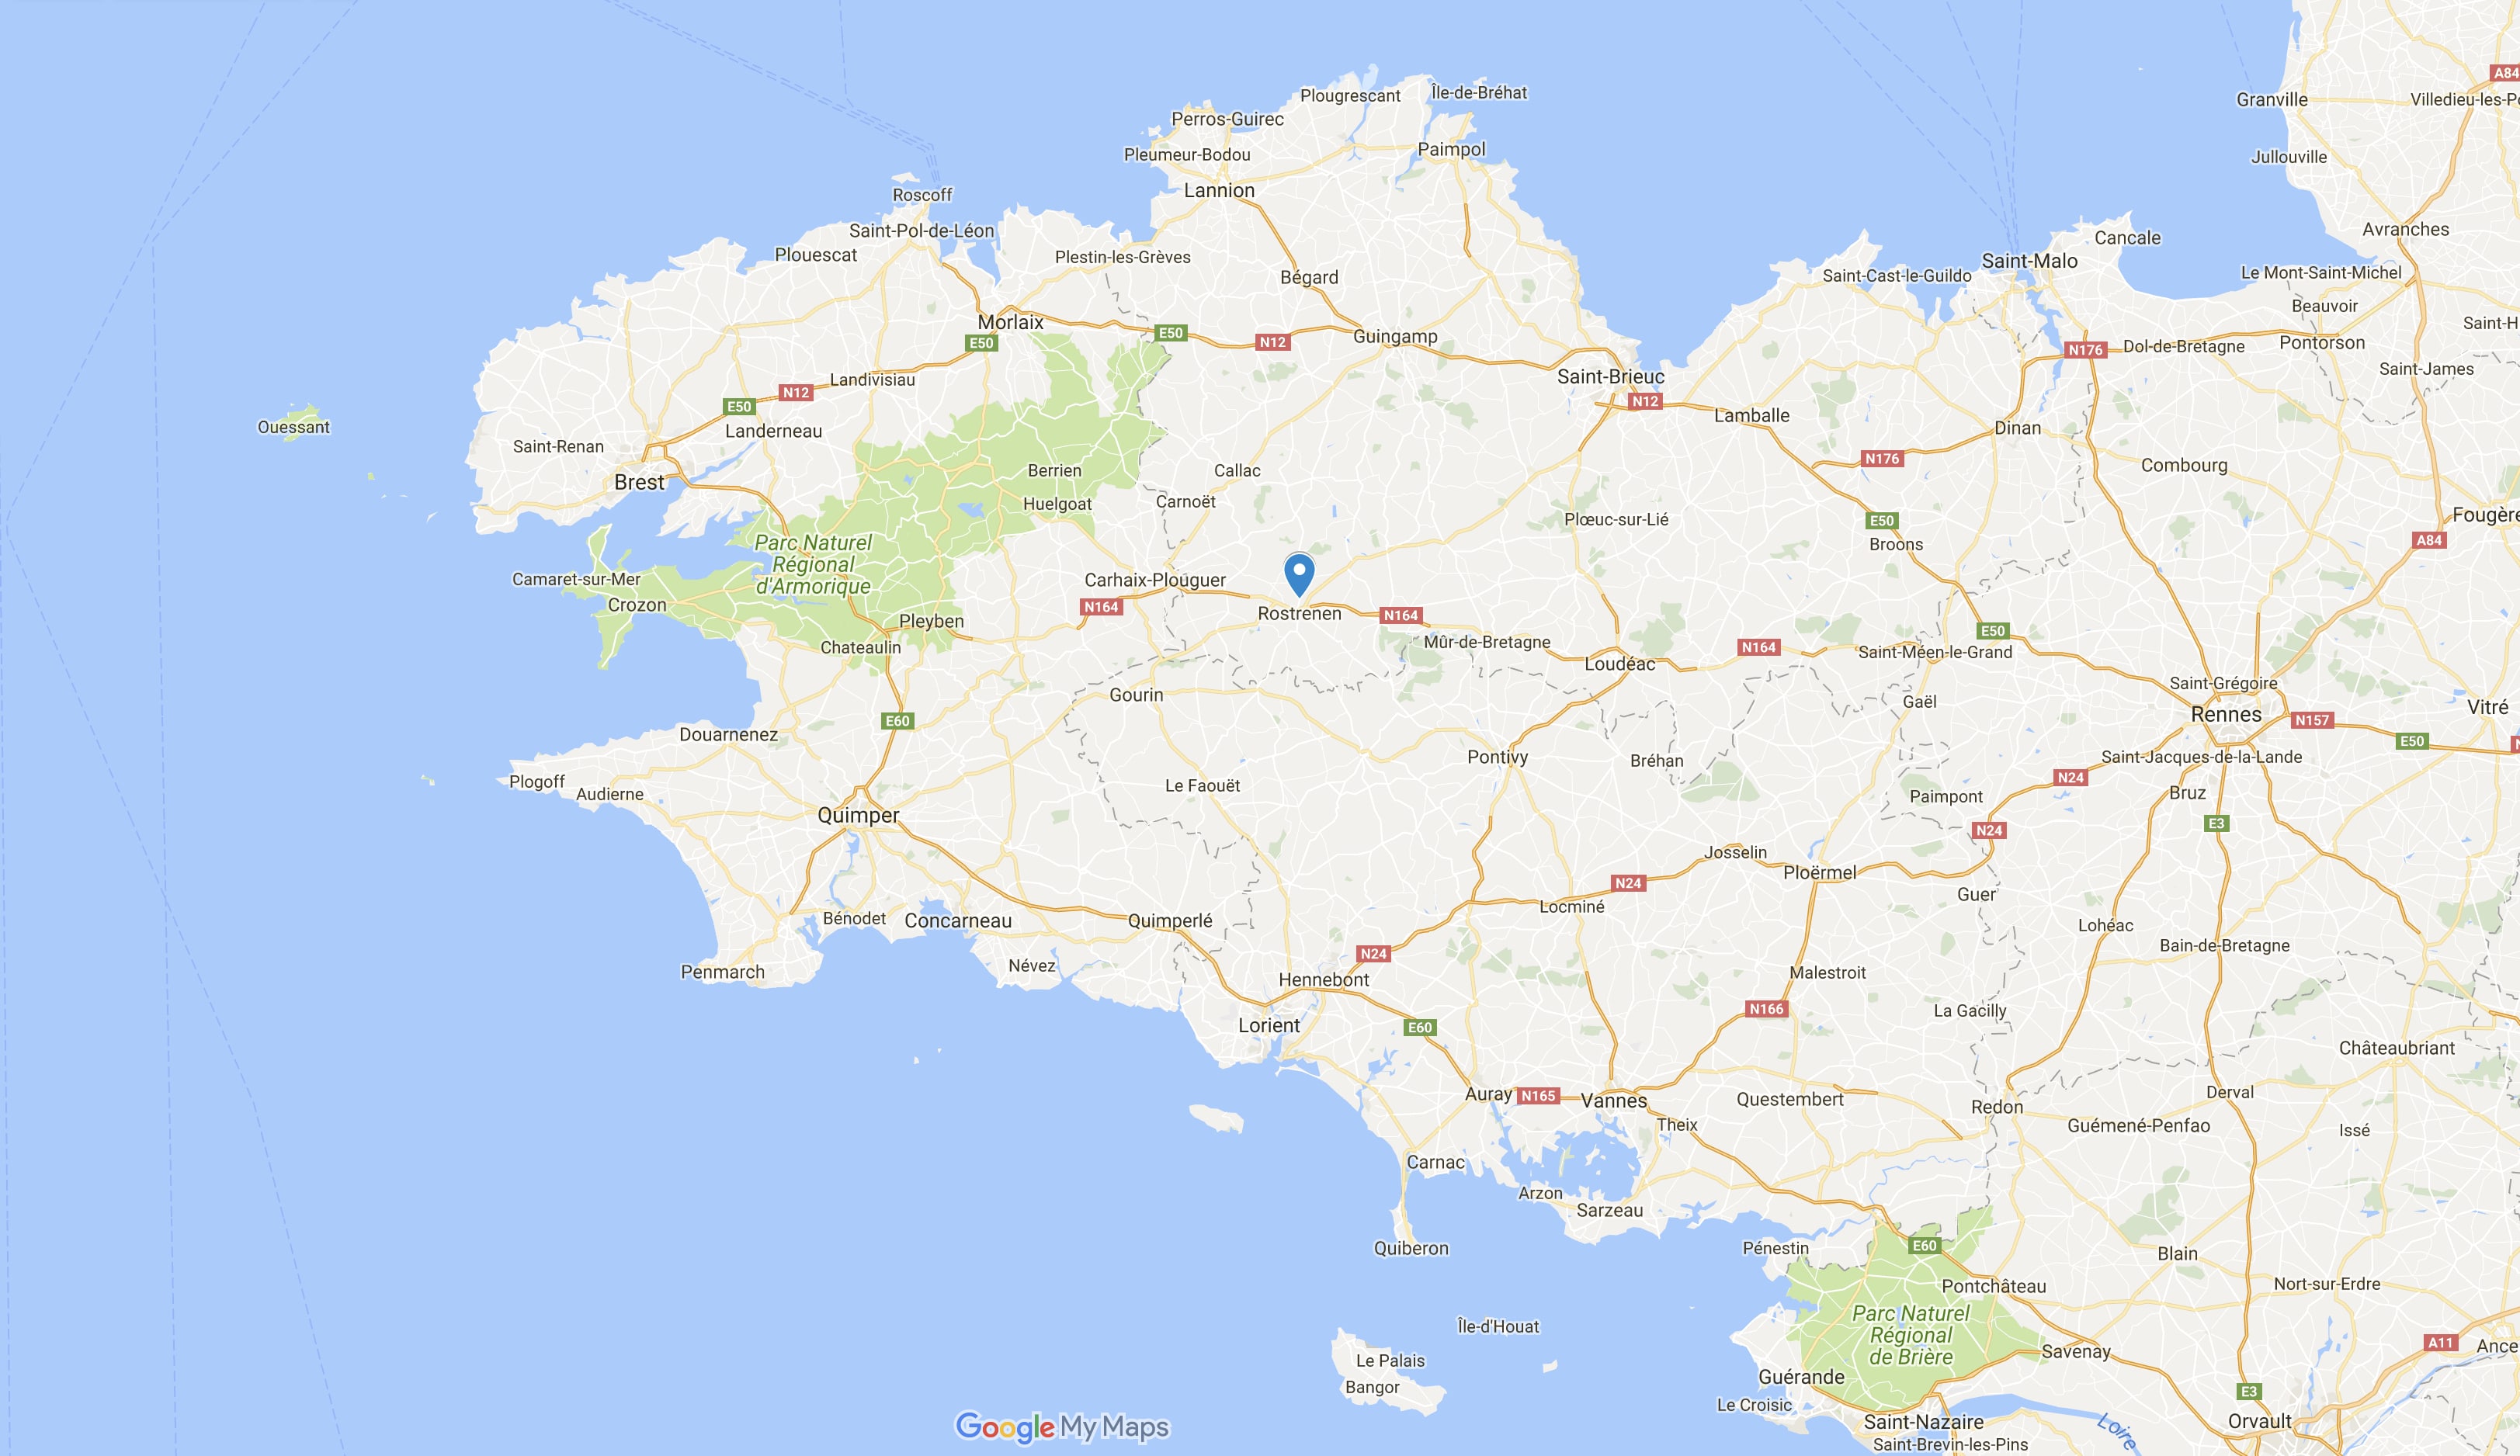 A84
Plougrescant
Île-de-Bréhat
Granville
Villedieu-les-P
Perros-Guirec
Pleumeur-Bodou
Paimpol
Jullouville
Lannion
Roscoff
Saint-Pol-de-Léon
Avranches
Cancale
Plouescat
Plestin-les-Grèves
Saint-Malo
Bégard
Saint-Cast-le-Guildo
Le Mont-Saint-Michel
Beauvoir
Morlaix
E50
E50
N12
Guingamp
Saint-H
N176
Dol-de-Bretagne
Pontorson
Landivisiau
Saint-Brieuc
Saint-James
N12
E50
N12
Lamballe
Ouessant
Landerneau
Dinan
Saint-Renan
N176
Combourg
Berrien
Callac
Brest
Huelgoat
Carnoët
Plœuc-sur-Lié
E50
Fougère
Parc Naturel
Régional
d'Armorique
Broons
A84
Camaret-sur-Mer
Carhaix-Plouguer
Crozon
N164
Rostrenen
N164
Pleyben
E50
Chateaulin
Mûr-de-Bretagne
N164
Saint-Méen-le-Grand
Loudéac
Gourin
Gaël
Saint-Grégoire
Rennes
Vitré
E60
N157
Douarnenez
E50
N
Pontivy
Bréhan
Saint-Jacques-de-la-Lande
Plogoff
Audierne
Le Faouët
N24
Bruz
Paimpont
Quimper
N24
E3
Josselin
Ploërmel
N24
Guer
Locminé
Bénodet
Concarneau
Quimperlé
Lohéac
Bain-de-Bretagne
N24
Penmarch
Névez
Hennebont
Malestroit
N166
La Gacilly
Lorient
E60
Châteaubriant
Auray
N165
Vannes
Questembert
Redon
Derval
Theix
Guémené-Penfao
Issé
Carnac
Arzon
Sarzeau
Quiberon
Pénestin
E60
Blain
Pontchâteau
Nort-sur-Erdre
Île-d'Houat
Parc Naturel
Régional
de Brière
A11
Ance
Le Palais
Bangor
Savenay
Guérande
E3
Le Croisic
Saint-Nazaire
Orvault
Loire
Saint-Brevin-les-Pins
Google My Maps